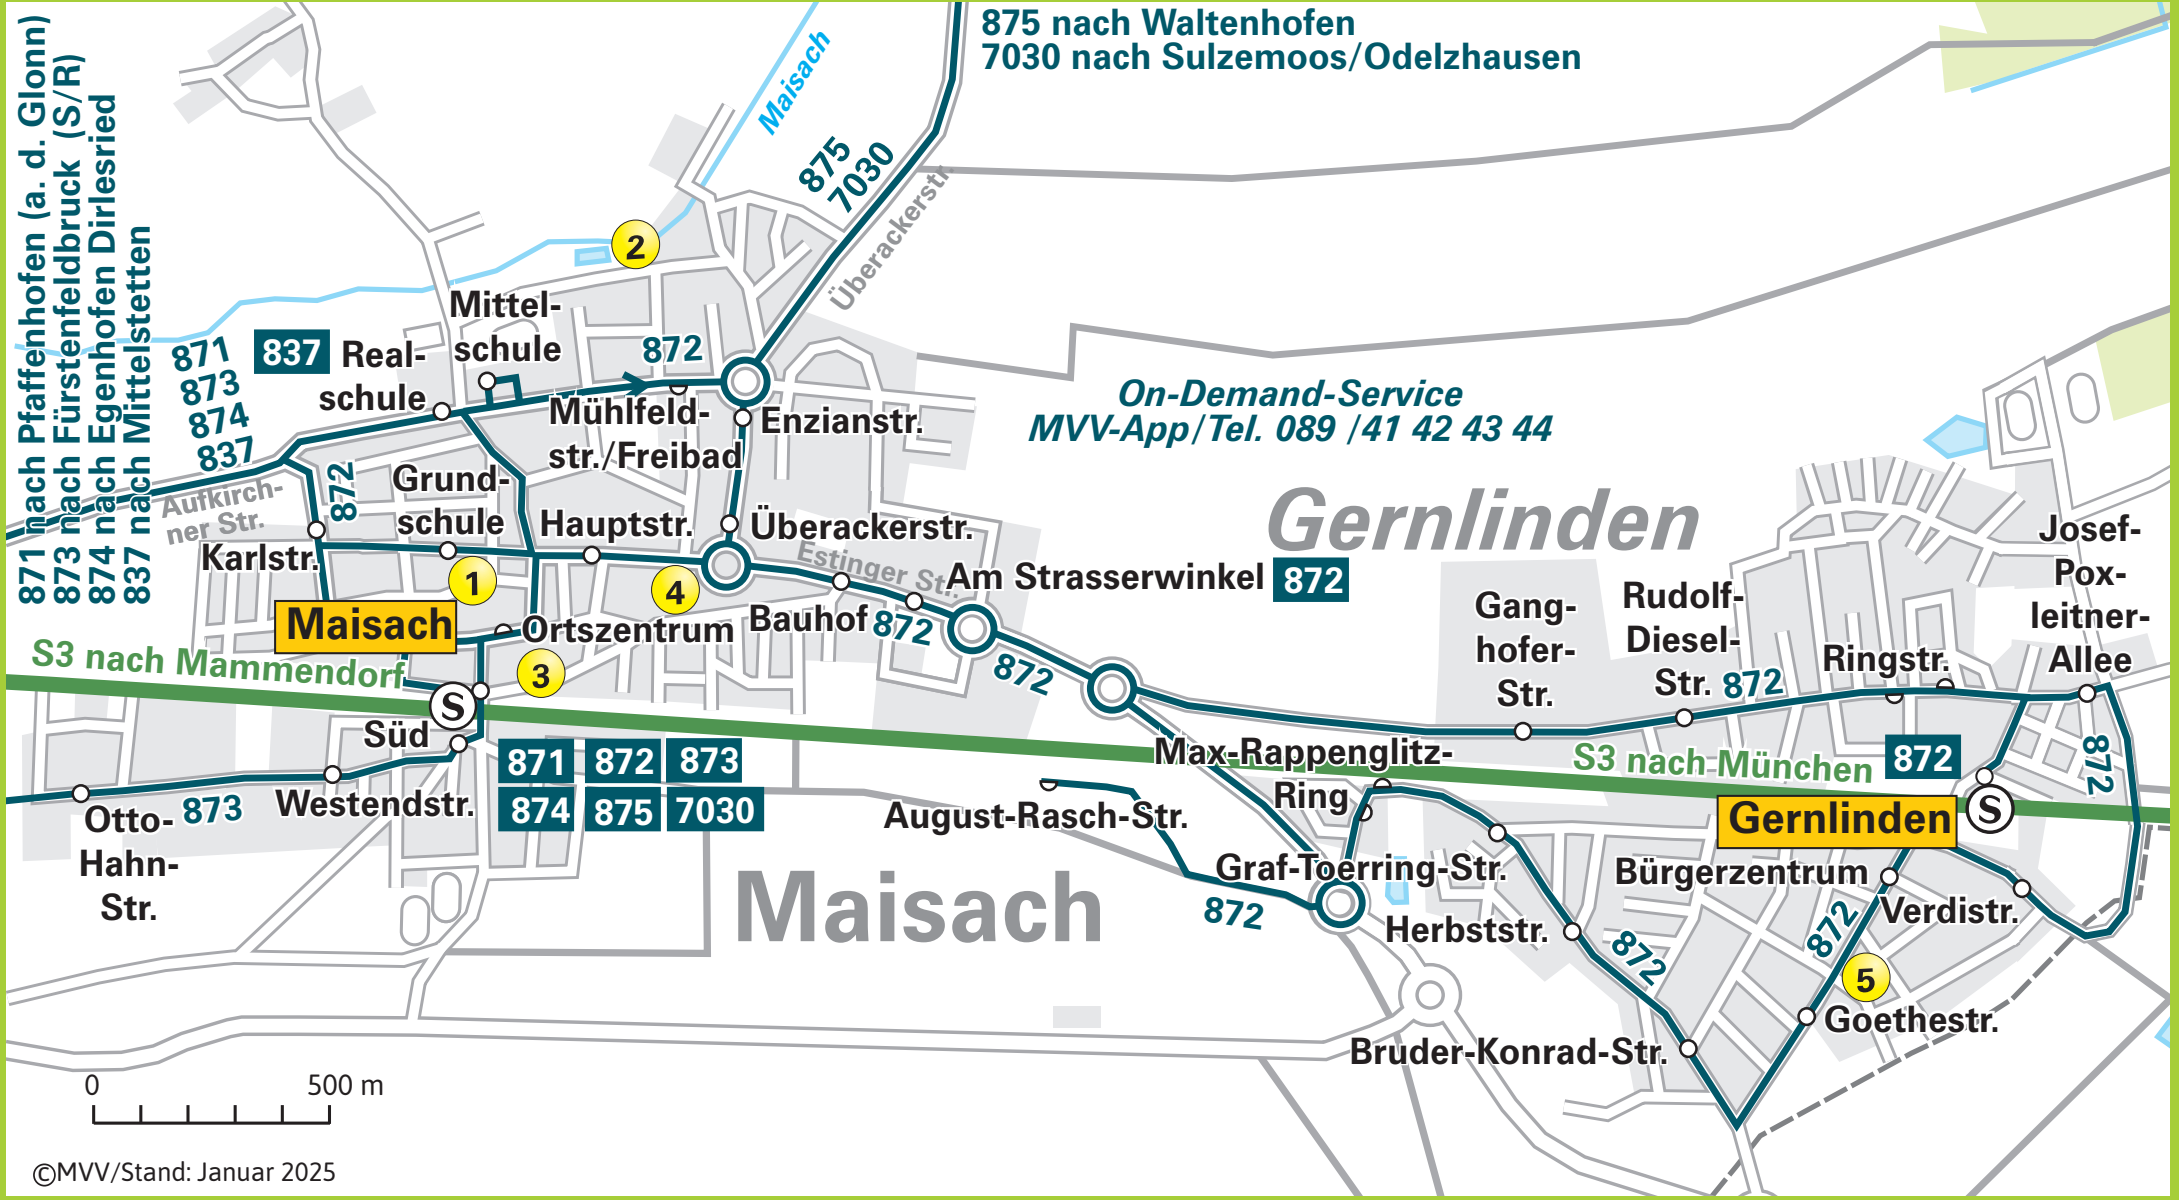 875 nach Waltenhofen
7030 nach Sulzemoos/Odelzhausen
871 nach Pfaffenhofen (a. d. Glonn)
873 nach Fürstenfeldbruck (S/R)
874 nach Egenhofen Dirlesried
837 nach Mittelstetten
Maisach
875
7030
Überackerstr.
2
871
873
874
837
837
Real-
schule
Mittel-
schule
872
Mühlfeld-
str./Freibad
Enzianstr.
On-Demand-Service
MVV-App/Tel. 089 /41 42 43 44
Aufkirch-
ner Str.
872
Grund-
schule
Karlstr.
Hauptstr.
Überackerstr.
Estinger Str.
Gernlinden
Am Strasserwinkel
872
1
4
Maisach
Ortszentrum
Bauhof
872
872
3
S3 nach Mammendorf
S
Süd
Gang-
hofer-
Str.
Rudolf-
Diesel-
Str.
872
Ringstr.
Josef-
Pox-
leitner-
Allee
872
871
872
873
874
875
7030
Otto-
Hahn-
Str.
873
Westendstr.
Max-Rappenglitz-
Ring
S3 nach München
872
Gernlinden
S
August-Rasch-Str.
Graf-Toerring-Str.
872
Maisach
Herbststr.
872
Bürgerzentrum
Verdistr.
872
5
Goethestr.
Bruder-Konrad-Str.
0
500 m
©MVV/Stand: Januar 2025